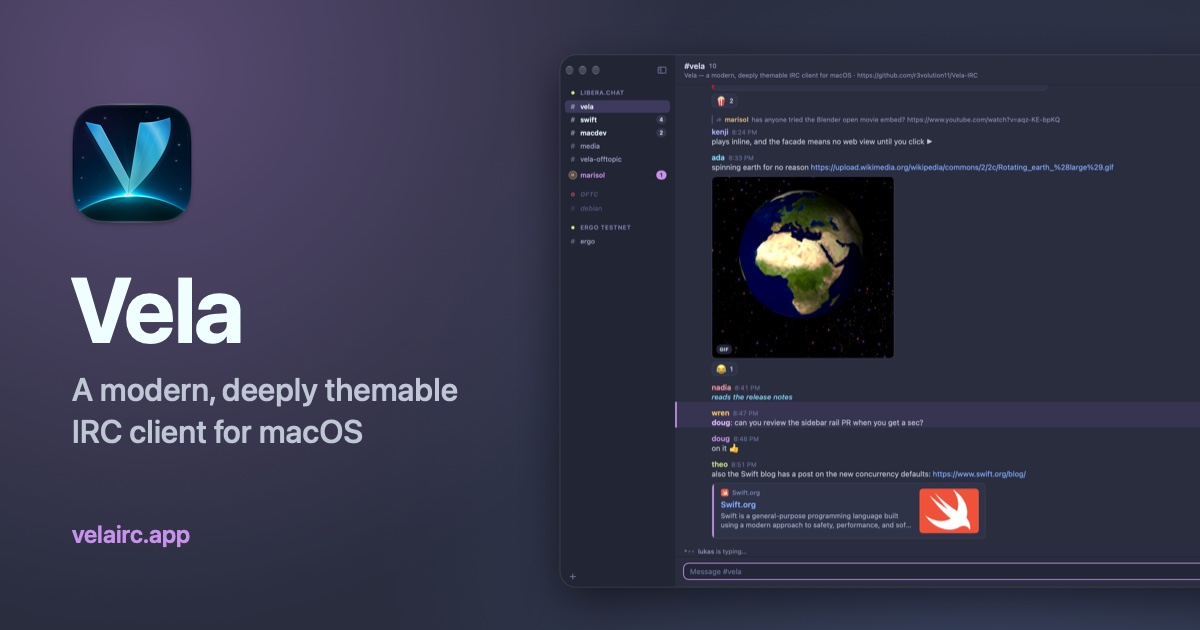 Vela
A modern, deeply themable
IRC client for macOS
velairc.app
LIBERA.CHAT
# vela
# swift 4
# macdev 2
# media
# vela-offtopic
marisol 1
OFTC
# debian
ERGO TESTNET
# ergo
+
#vela 10
Vela — a modern, deeply themable IRC client for macOS · https://github.com/r3volution11/Vela-IRC
🍿 2
marisol has anyone tried the Blender open movie embed? https://www.youtube.com/watch?v=aqz-KE-bpKQ
kenji 8:24 PM
plays inline, and the facade means no web view until you click ▶
ada 8:33 PM
spinning earth for no reason https://upload.wikimedia.org/wikipedia/commons/2/2c/Rotating_earth_%28large%29.gif
GIF
😂 1
nadia 8:41 PM
reads the release notes
wren 8:47 PM
doug: can you review the sidebar rail PR when you get a sec?
doug 8:48 PM
on it 👍
theo 8:51 PM
also the Swift blog has a post on the new concurrency defaults: https://www.swift.org/blog/
Swift.org
Swift.org
Swift is a general-purpose programming language built
using a modern approach to safety, performance, and sof...
lukas is typing...
Message #vela